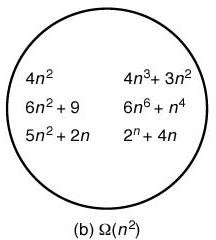 4n² 4n³+ 3n²
6n² + 9 6n⁶ + n⁴
5n² + 2n 2ⁿ + 4n
(b) Ω(n²)